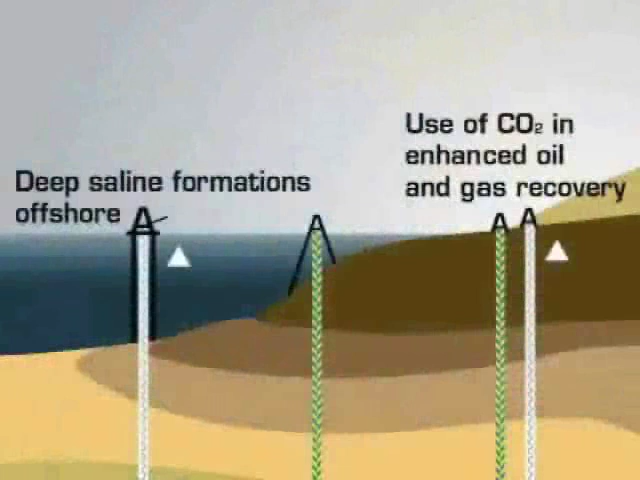 Use of CO₂ in
enhanced oil
and gas recovery
Deep saline formations
offshore